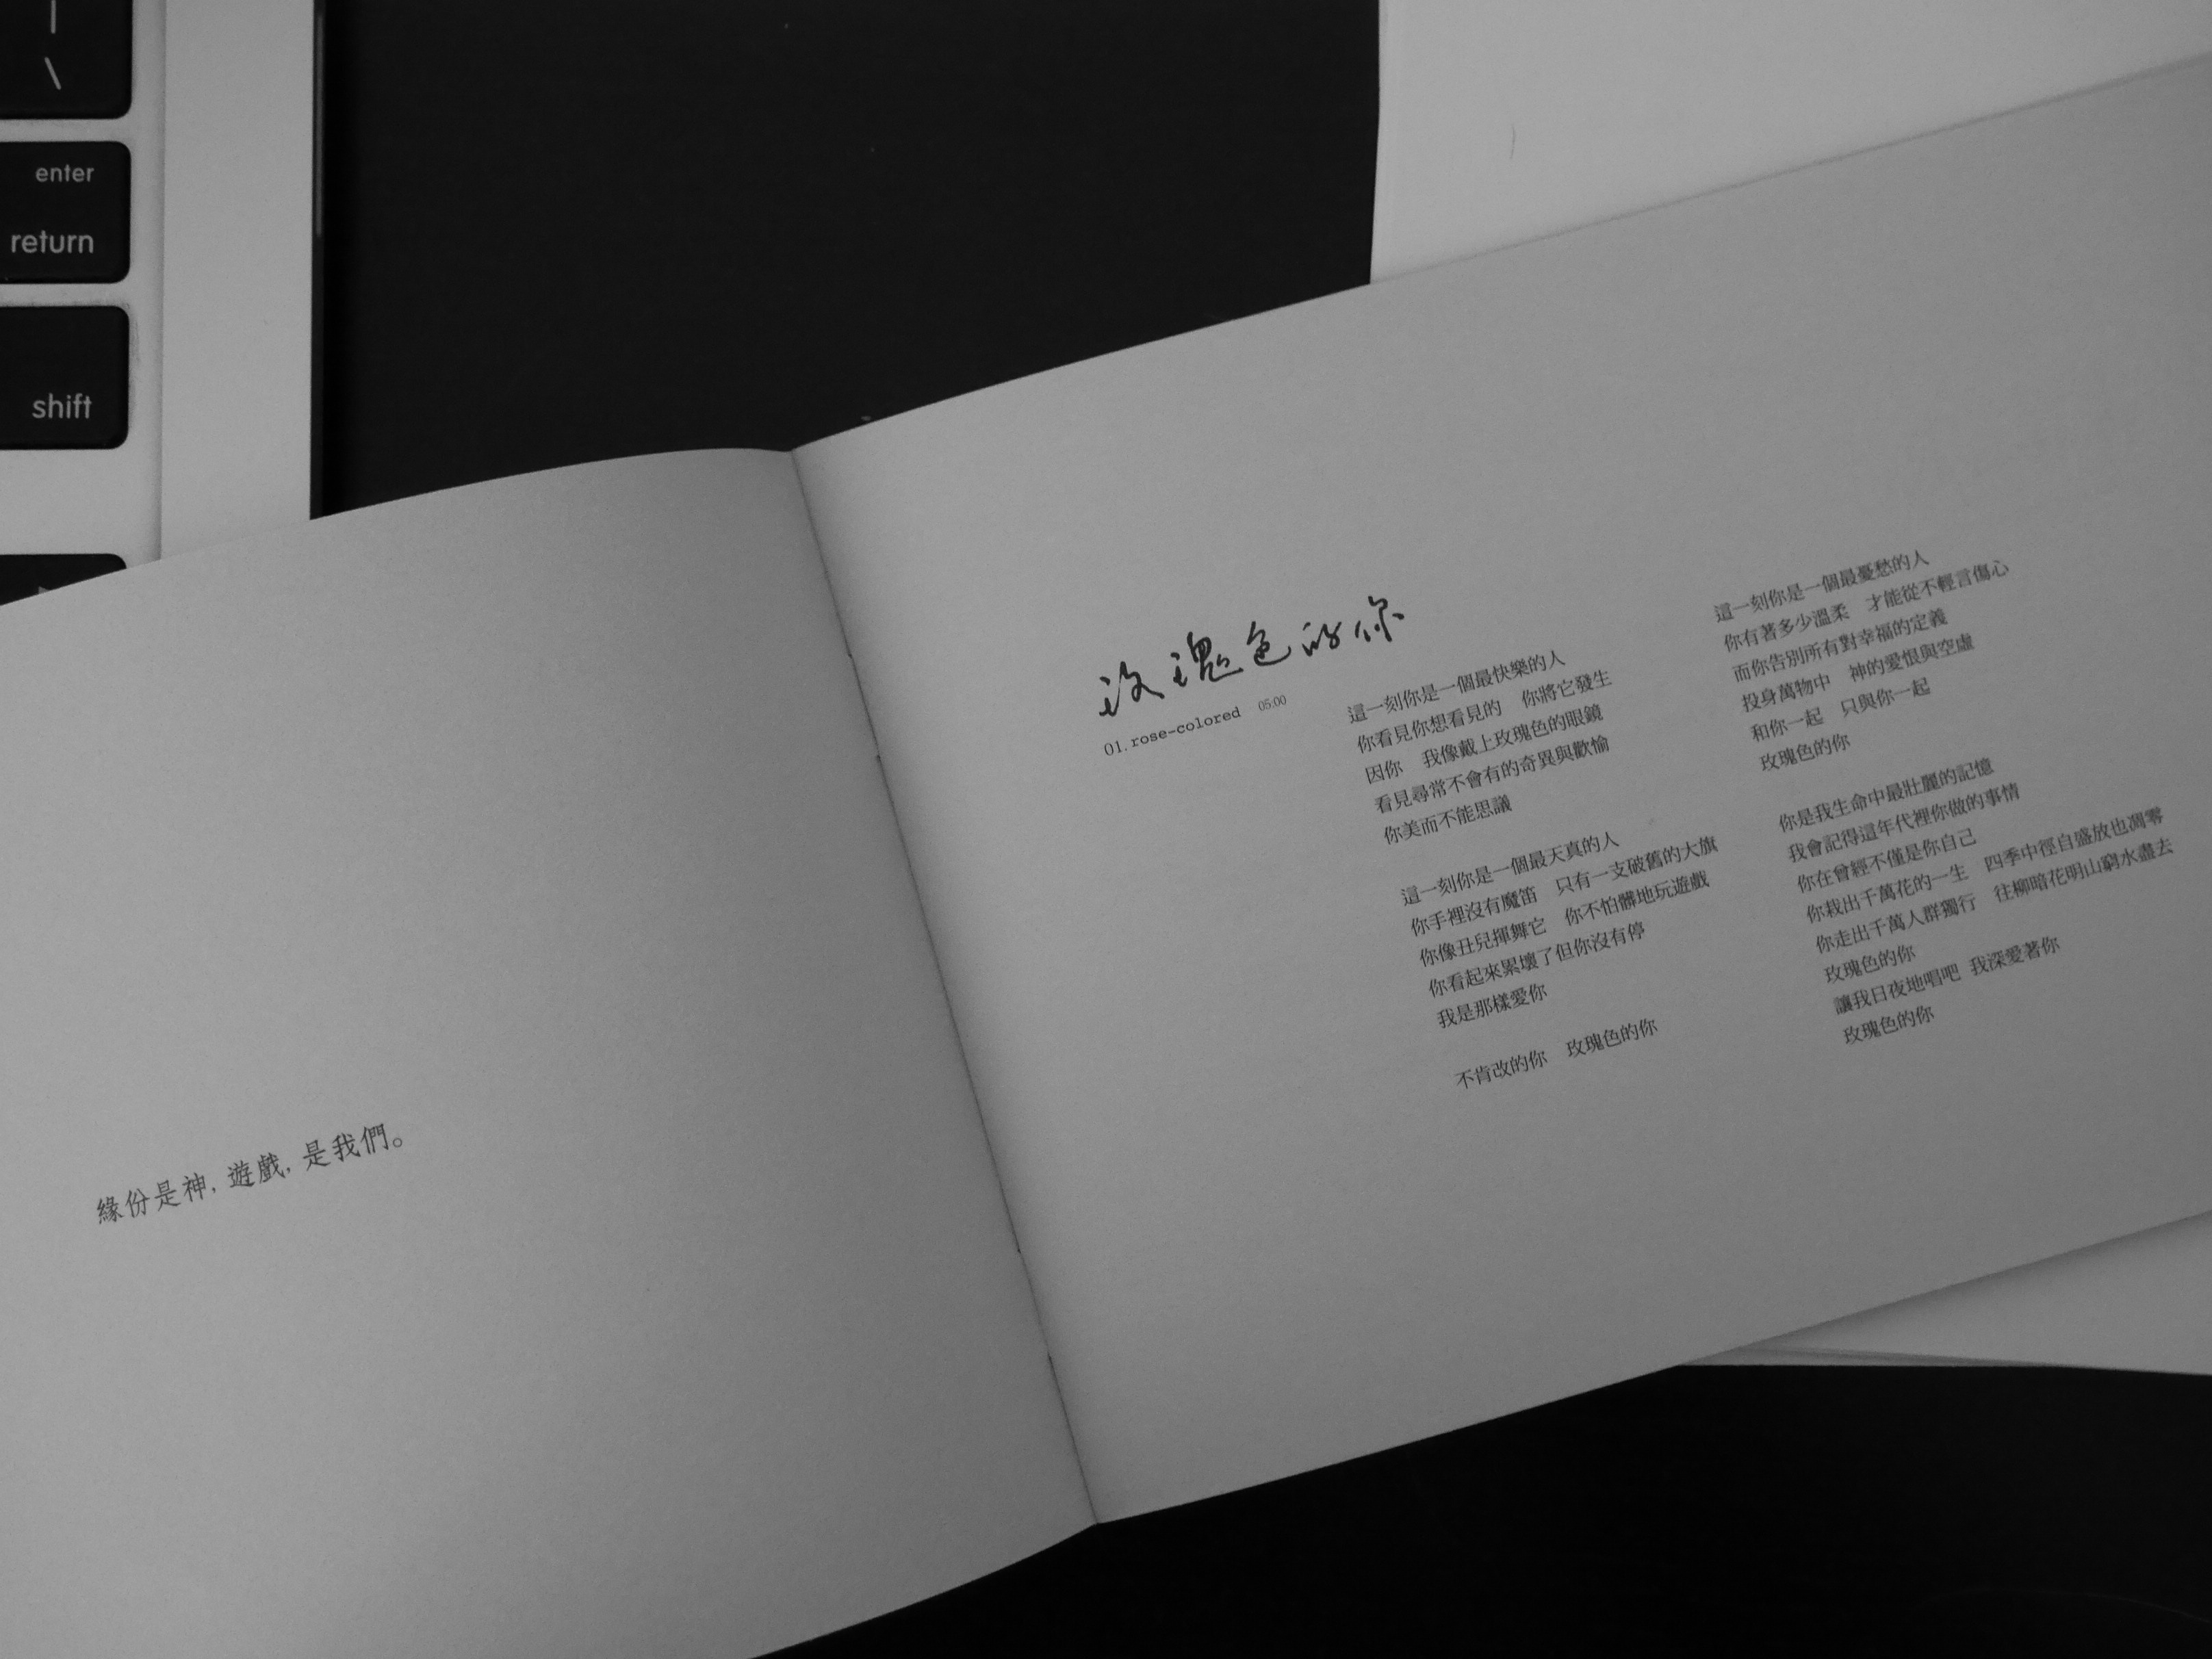 |
\
enter
return
shift
緣份是神, 遊戲, 是我們。
玫瑰色的你
01. rose-colored 05:00
這一刻你是一個最快樂的人
你看見你想看見的　你將它發生
因你　我像戴上玫瑰色的眼鏡
看見尋常不會有的奇異與歡愉
你美而不能思議
這一刻你是一個最天真的人
你手裡沒有魔笛　只有一支破舊的大旗
你像丑兒揮舞它　你不怕髒地玩遊戲
你看起來累壞了但你沒有停
我是那樣愛你
不肯改的你　玫瑰色的你
這一刻你是一個最憂愁的人
你有著多少溫柔　才能從不輕言傷心
而你告別所有對幸福的定義
投身萬物中　神的愛恨與空虛
和你一起　只與你一起
玫瑰色的你
你是我生命中最壯麗的記憶
我會記得這年代裡你做的事情
你在曾經不僅是你自己
你栽出千萬花的一生　四季中徑自盛放也凋零
你走出千萬人群獨行　往柳暗花明山窮水盡去
玫瑰色的你
讓我日夜地唱吧 我深愛著你
玫瑰色的你